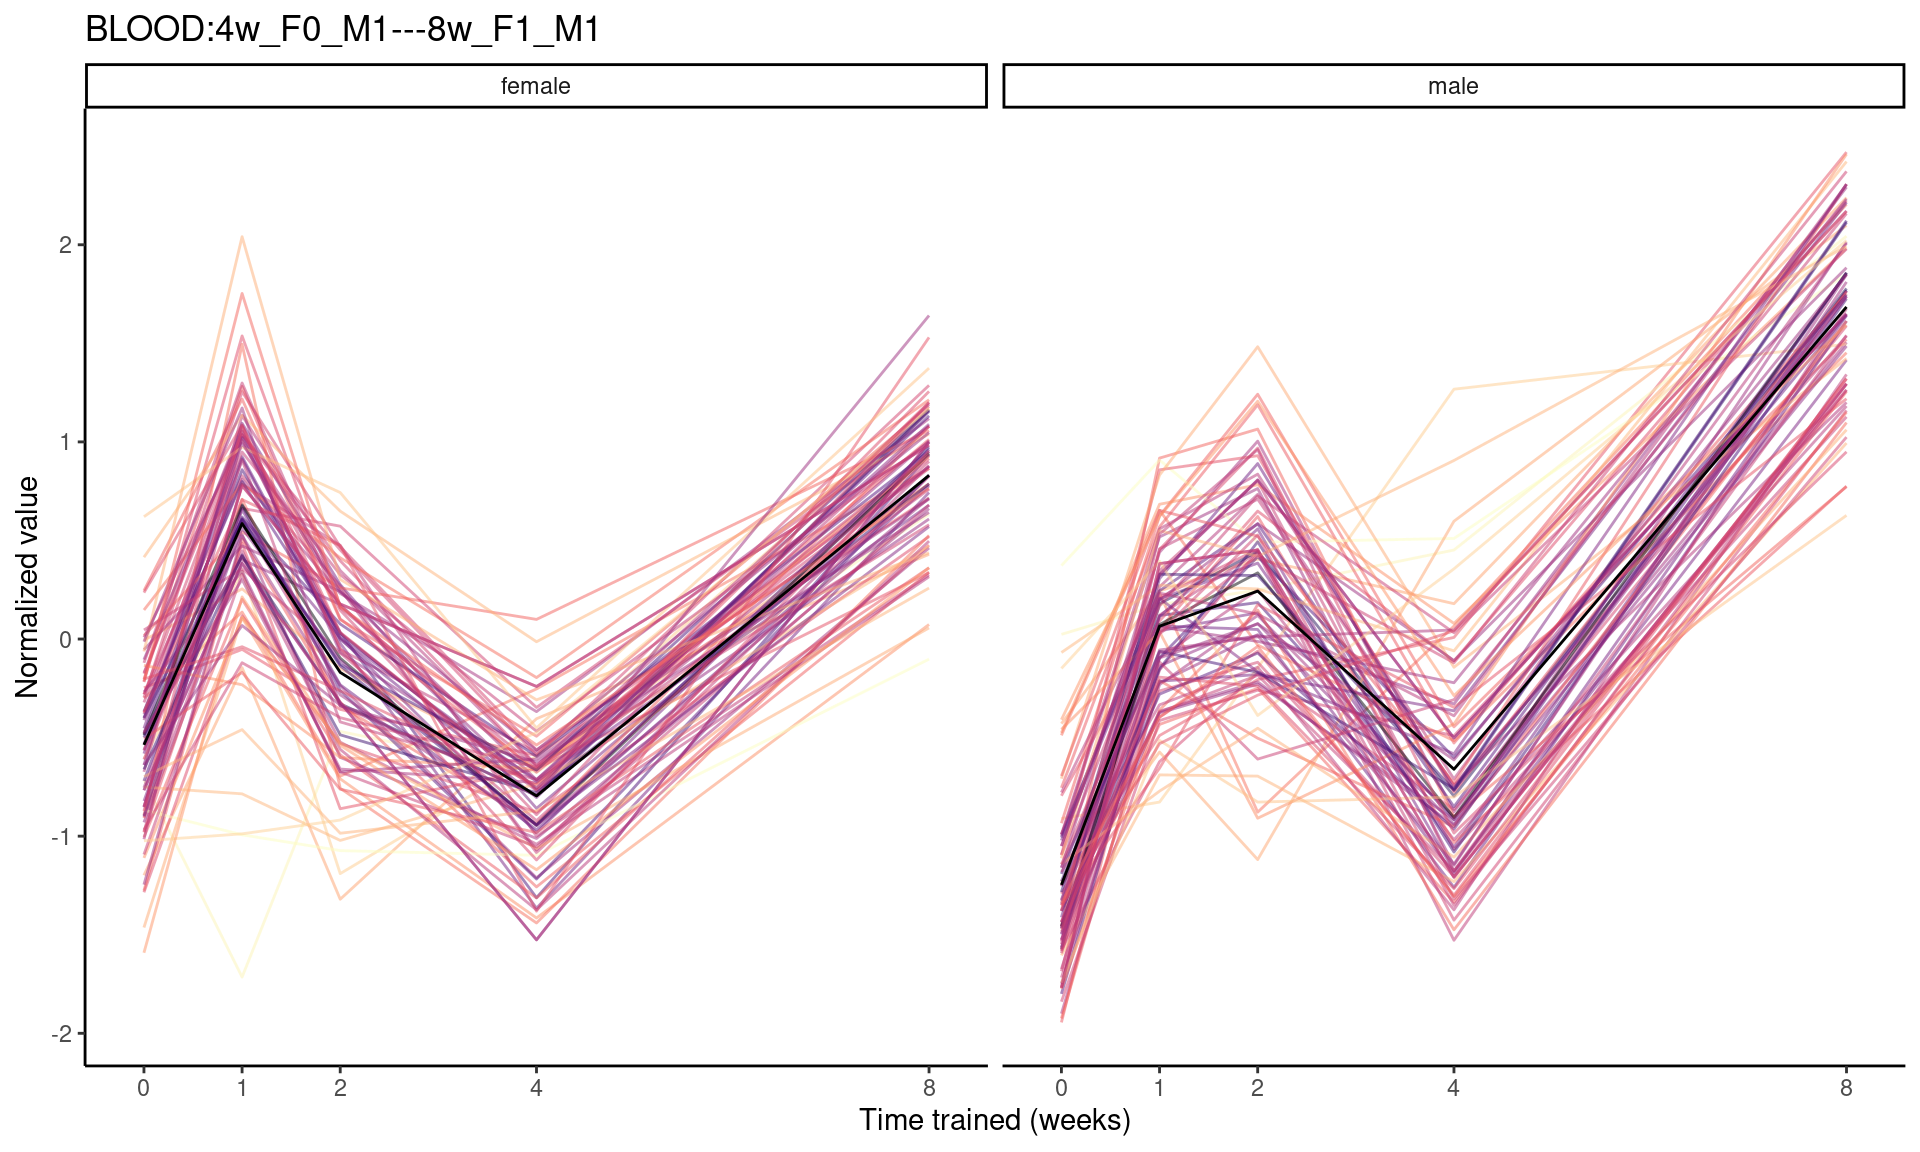 BLOOD:4w_F0_M1---8w_F1_M1
female
male
Normalized value
2
1
0
-1
-2
0 1 2 4 8
0 1 2 4 8
Time trained (weeks)